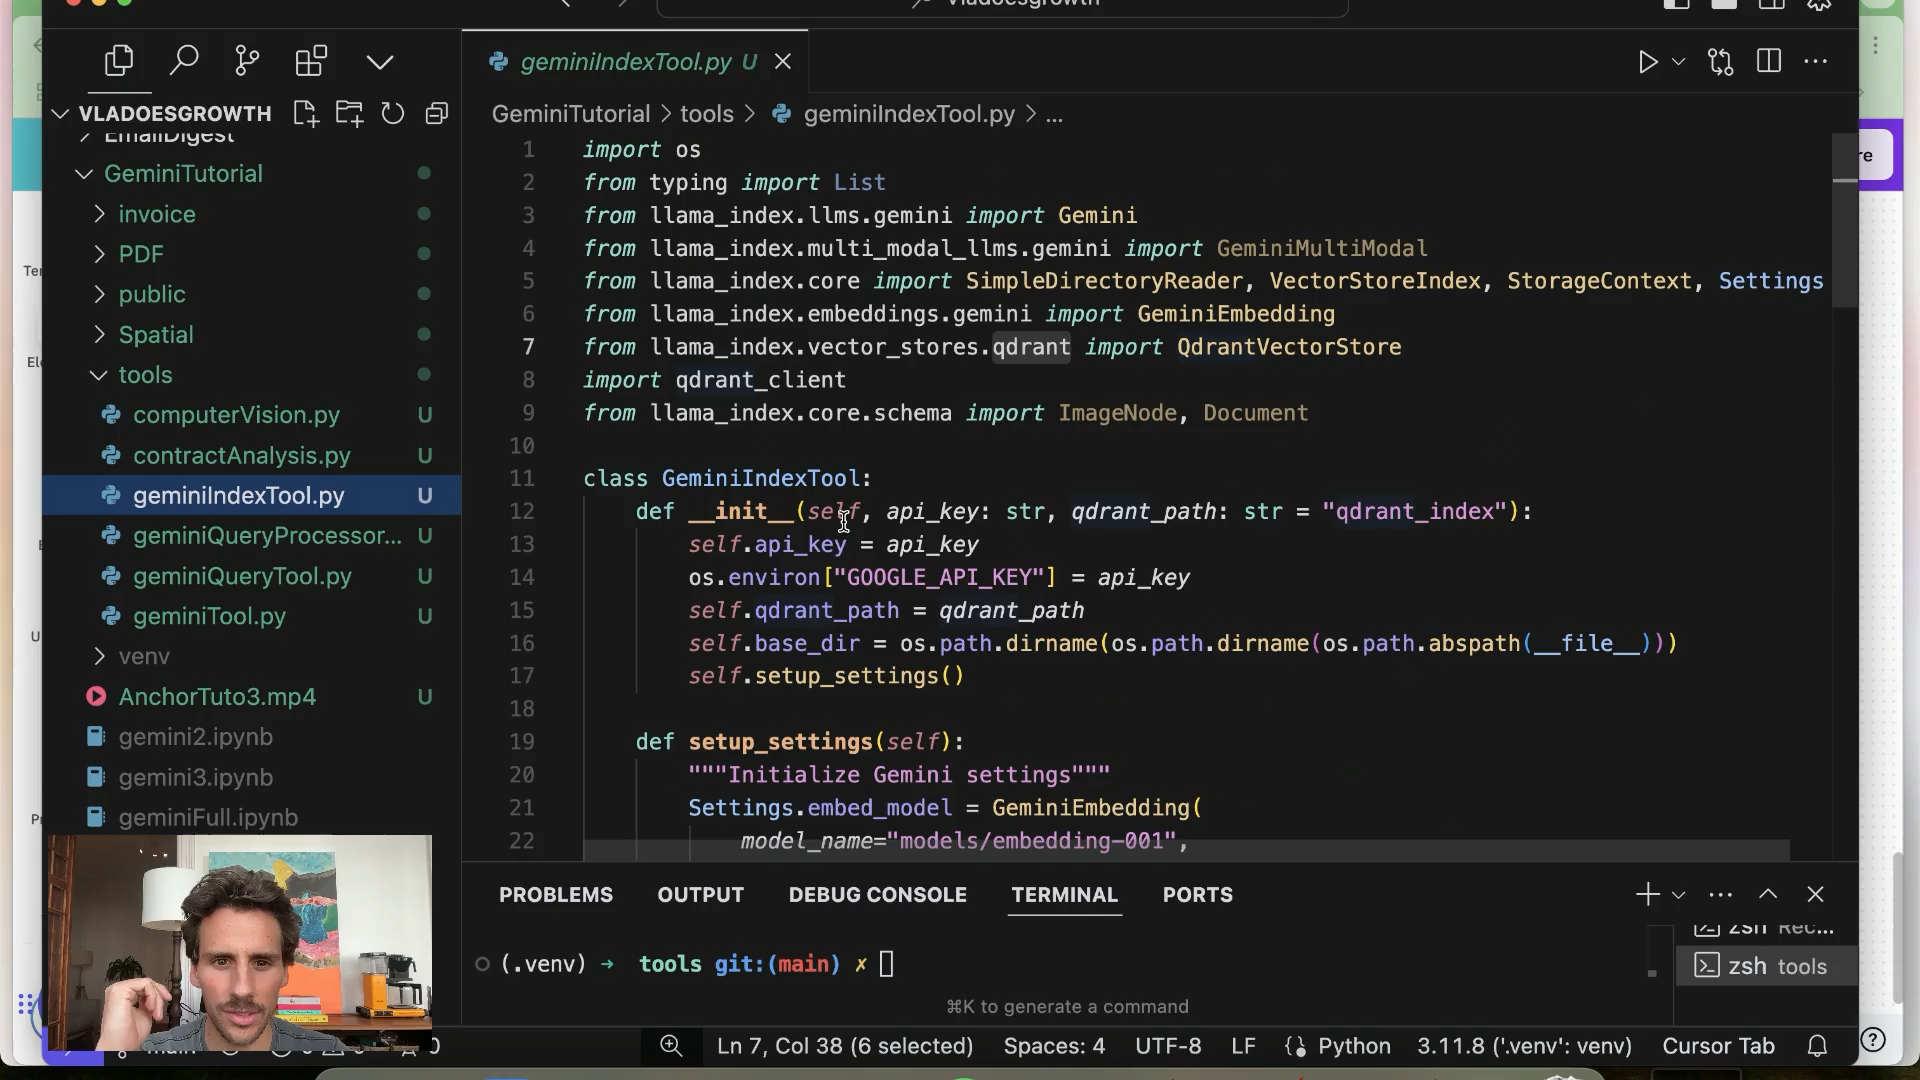 vladoesgrowth
VLADOESGROWTH
EmailDigest
GeminiTutorial
invoice
PDF
public
Spatial
tools
computerVision.py U
contractAnalysis.py U
geminiIndexTool.py U
geminiQueryProcessor... U
geminiQueryTool.py U
geminiTool.py U
venv
AnchorTuto3.mp4 U
gemini2.ipynb
gemini3.ipynb
geminiFull.ipynb
geminiIndexTool.py U
GeminiTutorial > tools > geminiIndexTool.py > ...
1 import os
2 from typing import List
3 from llama_index.llms.gemini import Gemini
4 from llama_index.multi_modal_llms.gemini import GeminiMultiModal
5 from llama_index.core import SimpleDirectoryReader, VectorStoreIndex, StorageContext, Settings
6 from llama_index.embeddings.gemini import GeminiEmbedding
7 from llama_index.vector_stores.qdrant import QdrantVectorStore
8 import qdrant_client
9 from llama_index.core.schema import ImageNode, Document
10
11 class GeminiIndexTool:
12 def __init__(self, api_key: str, qdrant_path: str = "qdrant_index"):
13 self.api_key = api_key
14 os.environ["GOOGLE_API_KEY"] = api_key
15 self.qdrant_path = qdrant_path
16 self.base_dir = os.path.dirname(os.path.dirname(os.path.abspath(__file__)))
17 self.setup_settings()
18
19 def setup_settings(self):
20 """Initialize Gemini settings"""
21 Settings.embed_model = GeminiEmbedding(
22 model_name="models/embedding-001",
PROBLEMS OUTPUT DEBUG CONSOLE TERMINAL PORTS
(.venv) → tools git:(main) ✗
zsh Rec...
zsh tools
⌘K to generate a command
main
Ln 7, Col 38 (6 selected) Spaces: 4 UTF-8 LF Python 3.11.8 ('.venv': venv) Cursor Tab